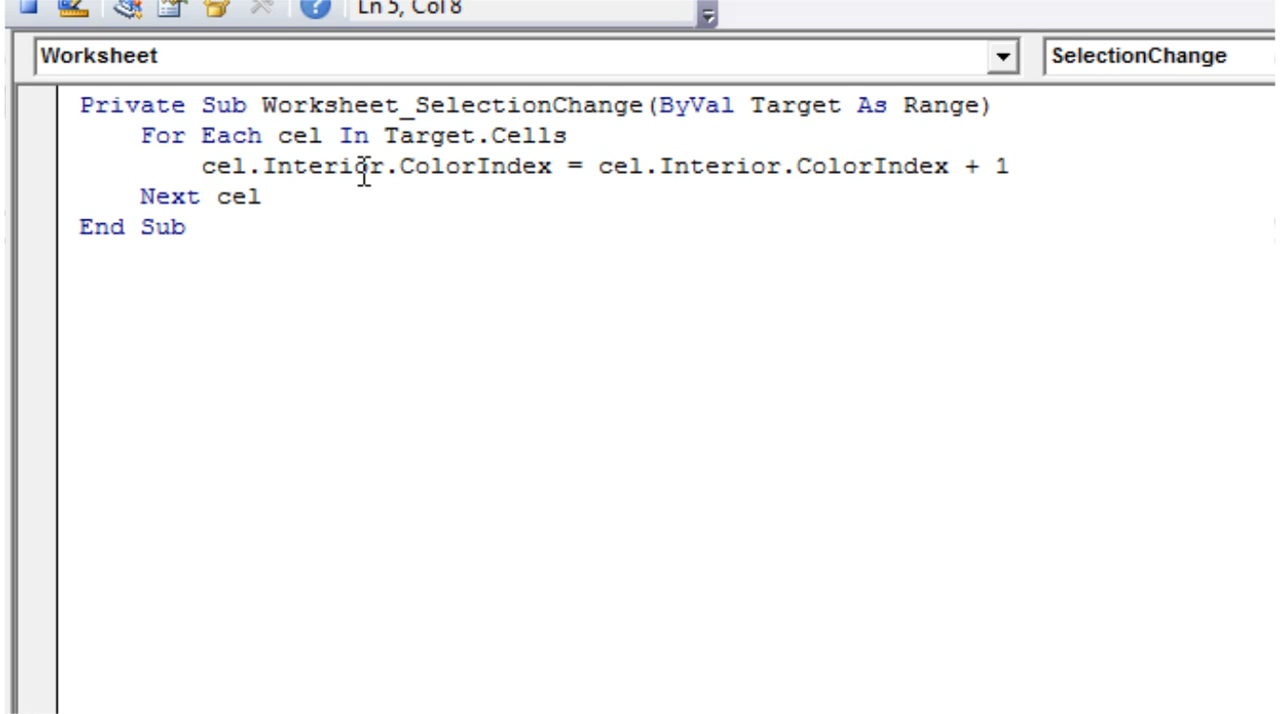 Ln 5, Col 8
Worksheet
SelectionChange
Private Sub Worksheet_SelectionChange(ByVal Target As Range)
For Each cel In Target.Cells
cel.Interior.ColorIndex = cel.Interior.ColorIndex + 1
Next cel
End Sub